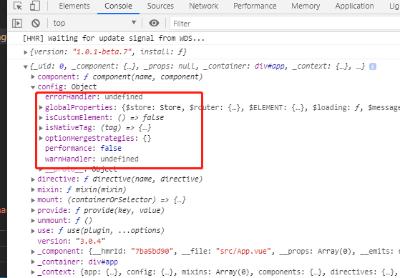 Elements Console Sources Network Performance
top Filter
[HMR] Waiting for update signal from WDS...
{version: "1.0.1-beta.7", install: f}
{_uid: 0, _component: {…}, _props: null, _container: div#app, _context: {…},
component: f component(name, component)
config: Object
errorHandler: undefined
globalProperties: {$store: Store, $router: {…}, $ELEMENT: {…}, $loading: f, $message
isCustomElement: () => false
isNativeTag: (tag) => {…}
optionMergeStrategies: {}
performance: false
warnHandler: undefined
__proto__: Object
directive: f directive(name, directive)
mixin: f mixin(mixin)
mount: (containerOrSelector) => {…}
provide: f provide(key, value)
unmount: f ()
use: f use(plugin, ...options)
version: "3.0.4"
_component: {__hmrId: "7ba5bd90", __file: "src/App.vue", __props: Array(0), __emits:
_container: div#app
_context: {app: {…}, config: {…}, mixins: Array(0), components: {…}, directives: